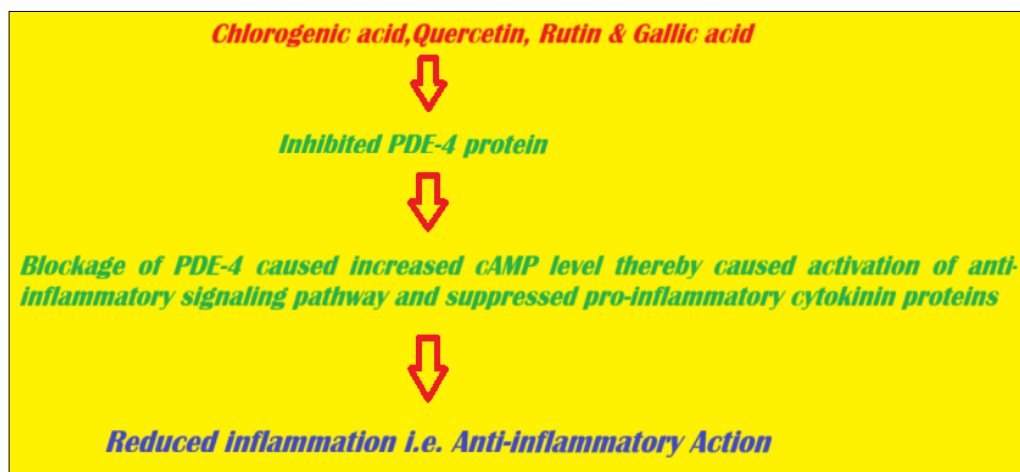 Chlorogenic acid,Quercetin, Rutin & Gallic acid
Inhibited PDE-4 protein
Blockage of PDE-4 caused increased cAMP level thereby caused activation of anti-
inflammatory signaling pathway and suppressed pro-inflammatory cytokinin proteins
Reduced inflammation i.e. Anti-inflammatory Action